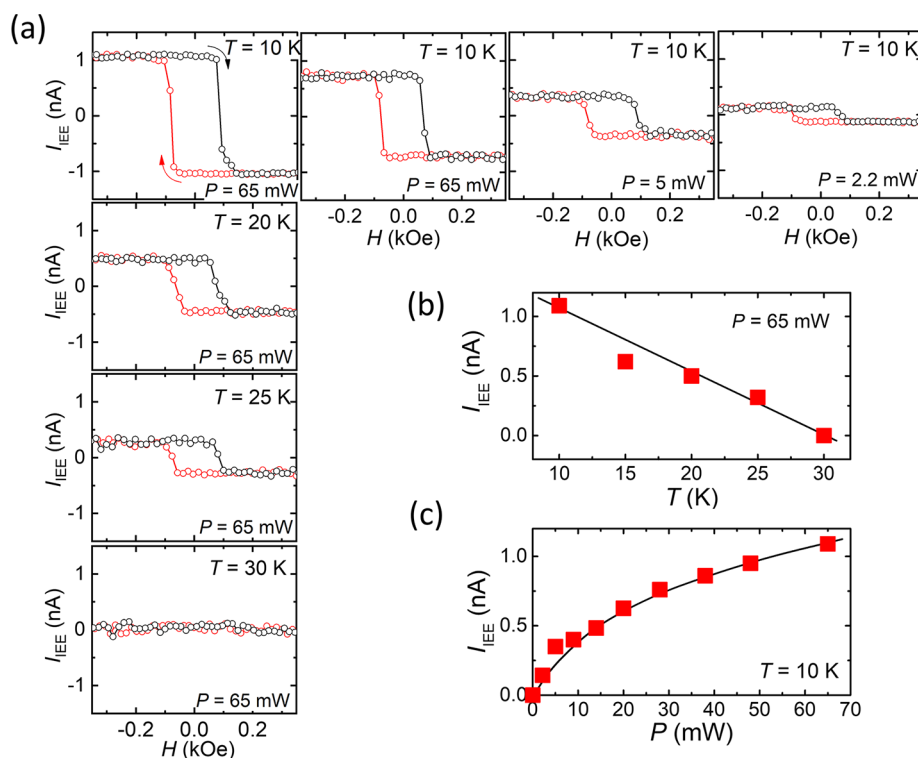 (a)
I_IEE (nA)
1
0
-1
T = 10 K
P = 65 mW
T = 10 K
P = 65 mW
-0.2 0.0 0.2
H (kOe)
T = 10 K
P = 5 mW
-0.2 0.0 0.2
H (kOe)
T = 10 K
P = 2.2 mW
-0.2 0.0 0.2
H (kOe)
I_IEE (nA)
1
0
-1
T = 20 K
P = 65 mW
I_IEE (nA)
1
0
-1
T = 25 K
P = 65 mW
I_IEE (nA)
1
0
-1
T = 30 K
P = 65 mW
-0.2 0.0 0.2
H (kOe)
(b)
I_IEE (nA)
1.0
0.5
0.0
P = 65 mW
10 15 20 25 30
T (K)
(c)
I_IEE (nA)
1.0
0.5
0.0
T = 10 K
0 10 20 30 40 50 60 70
P (mW)